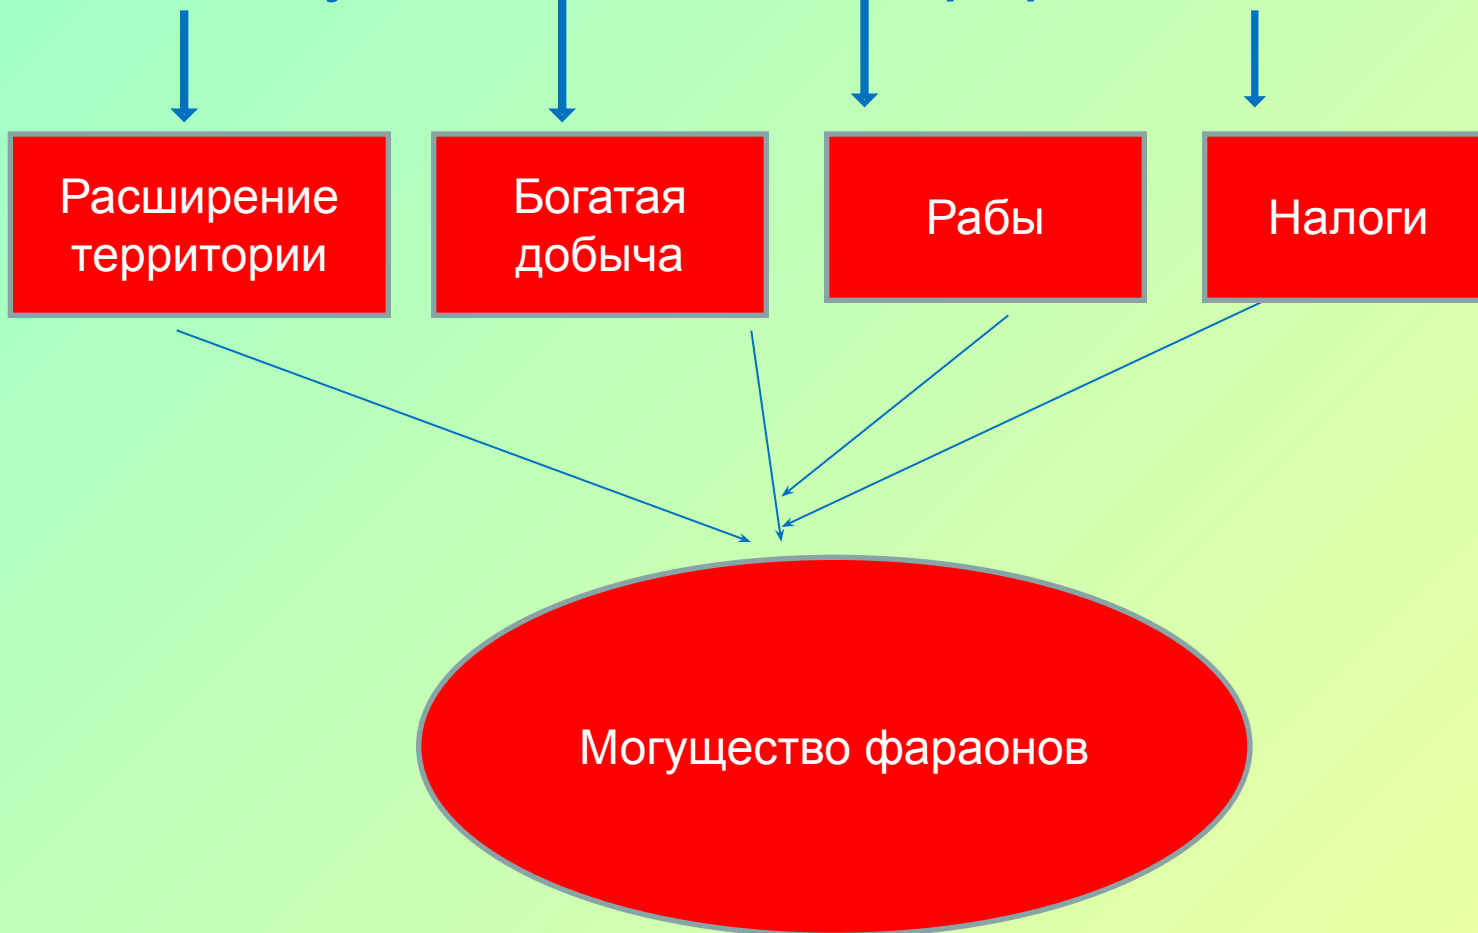 Расширение
территории
Богатая
добыча
Рабы
Налоги
Могущество фараонов